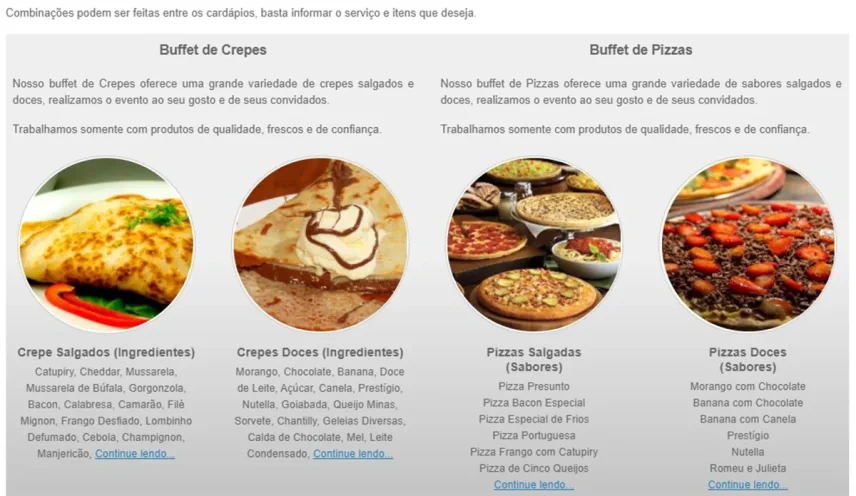 Combinações podem ser feitas entre os cardápios, basta informar o serviço e itens que deseja.
Buffet de Crepes
Nosso buffet de Crepes oferece uma grande variedade de crepes salgados e
doces, realizamos o evento ao seu gosto e de seus convidados.
Trabalhamos somente com produtos de qualidade, frescos e de confiança.
Crepe Salgados (Ingredientes)
Catupiry, Cheddar, Mussarela,
Mussarela de Búfala, Gorgonzola,
Bacon, Calabresa, Camarão, Filè
Mignon, Frango Desfiado, Lombinho
Defumado, Cebola, Champignon,
Manjericão, Continue lendo...
Crepes Doces (Ingredientes)
Morango, Chocolate, Banana, Doce
de Leite, Açúcar, Canela, Prestígio,
Nutella, Goiabada, Queijo Minas,
Sorvete, Chantilly, Geleias Diversas,
Calda de Chocolate, Mel, Leite
Condensado, Continue lendo...
Buffet de Pizzas
Nosso buffet de Pizzas oferece uma grande variedade de sabores salgados e
doces, realizamos o evento ao seu gosto e de seus convidados.
Trabalhamos somente com produtos de qualidade, frescos e de confiança.
Pizzas Salgadas
(Sabores)
Pizza Presunto
Pizza Bacon Especial
Pizza Especial de Frios
Pizza Portuguesa
Pizza Frango com Catupiry
Pizza de Cinco Queijos
Continue lendo...
Pizzas Doces
(Sabores)
Morango com Chocolate
Banana com Chocolate
Banana com Canela
Prestígio
Nutella
Romeu e Julieta
Continue lendo...